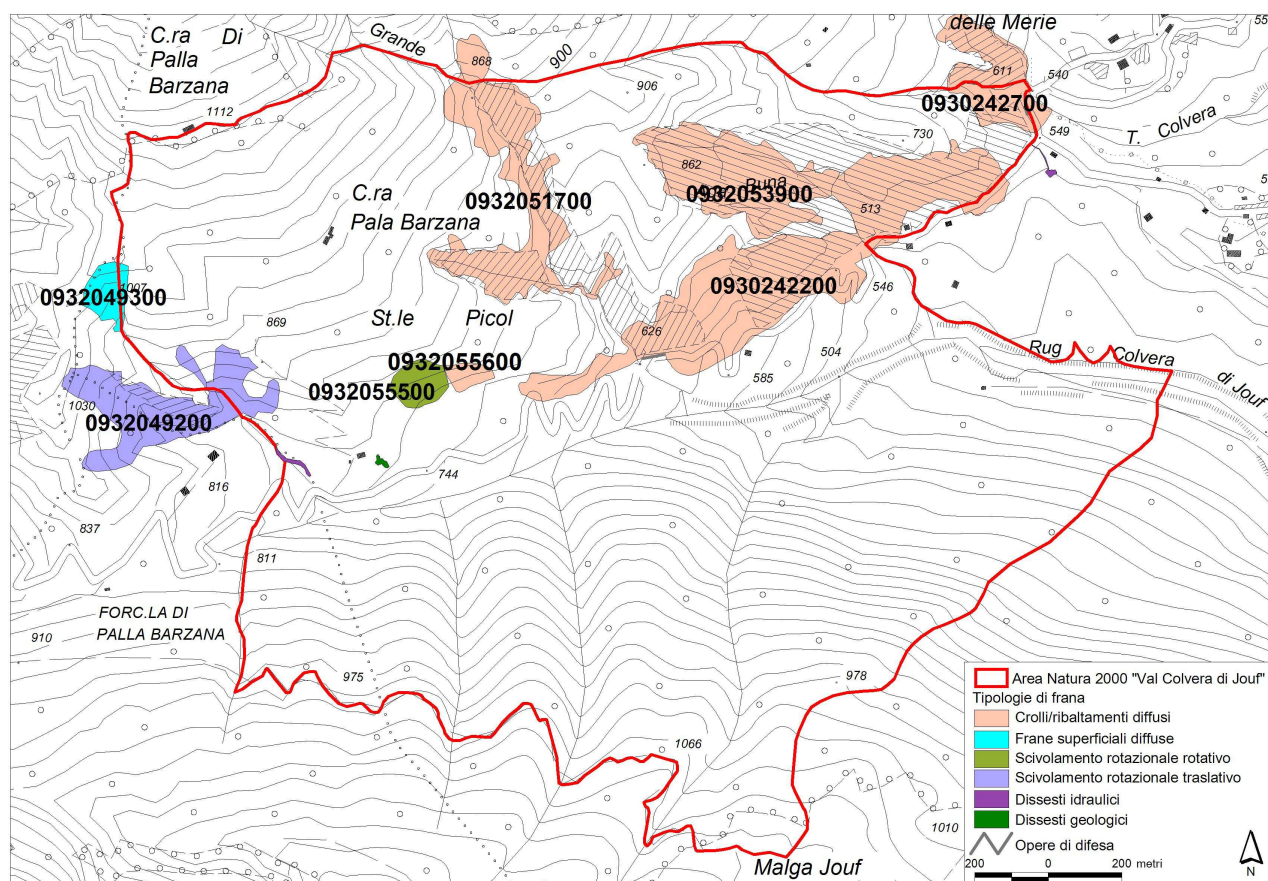 C.ra Di
Palla
Barzana
Grande
868
900
906
delle Merie
611
540
55
0930242700
549
T. Colvera
1112
730
862
C.ra
Pala Barzana
0932051700
0932053900
Buna
513
5
0932049300
1007
0930242200
546
869
St.le Picol
626
0932055600
0932055500
504
585
Rug Colvera
di Jouf
1030
0932049200
816
744
837
811
FORC.LA DI
PALLA BARZANA
910
975
978
1066
1010
Malga Jouf
Area Natura 2000 "Val Colvera di Jouf"
Tipologie di frana
Crolli/ribaltamenti diffusi
Frane superficiali diffuse
Scivolamento rotazionale rotativo
Scivolamento rotazionale traslativo
Dissesti idraulici
Dissesti geologici
Opere di difesa
200 0 200 metri
N